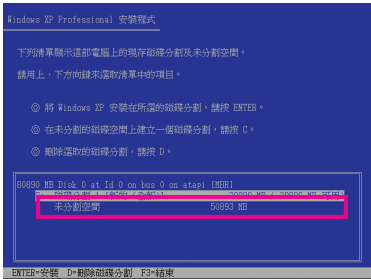 Windows XP Professional 安裝程式
下列清單顯示這部電腦上的現存磁碟分割及未分割空間。
請用上、下方向鍵來選取清單中的項目。
◎ 將 Windows XP 安裝在所選的磁碟分割，請按 ENTER。
◎ 在未分割的磁碟空間上建立一個磁碟分割，請按 C。
◎ 刪除選取的磁碟分割，請按 D。
80890 MB Disk 0 at Id 0 on bus 0 on atapi [MBR]
磁碟分割 1
未分割空間 50893 MB
ENTER=安裝 D=刪除磁碟分割 F3=結束